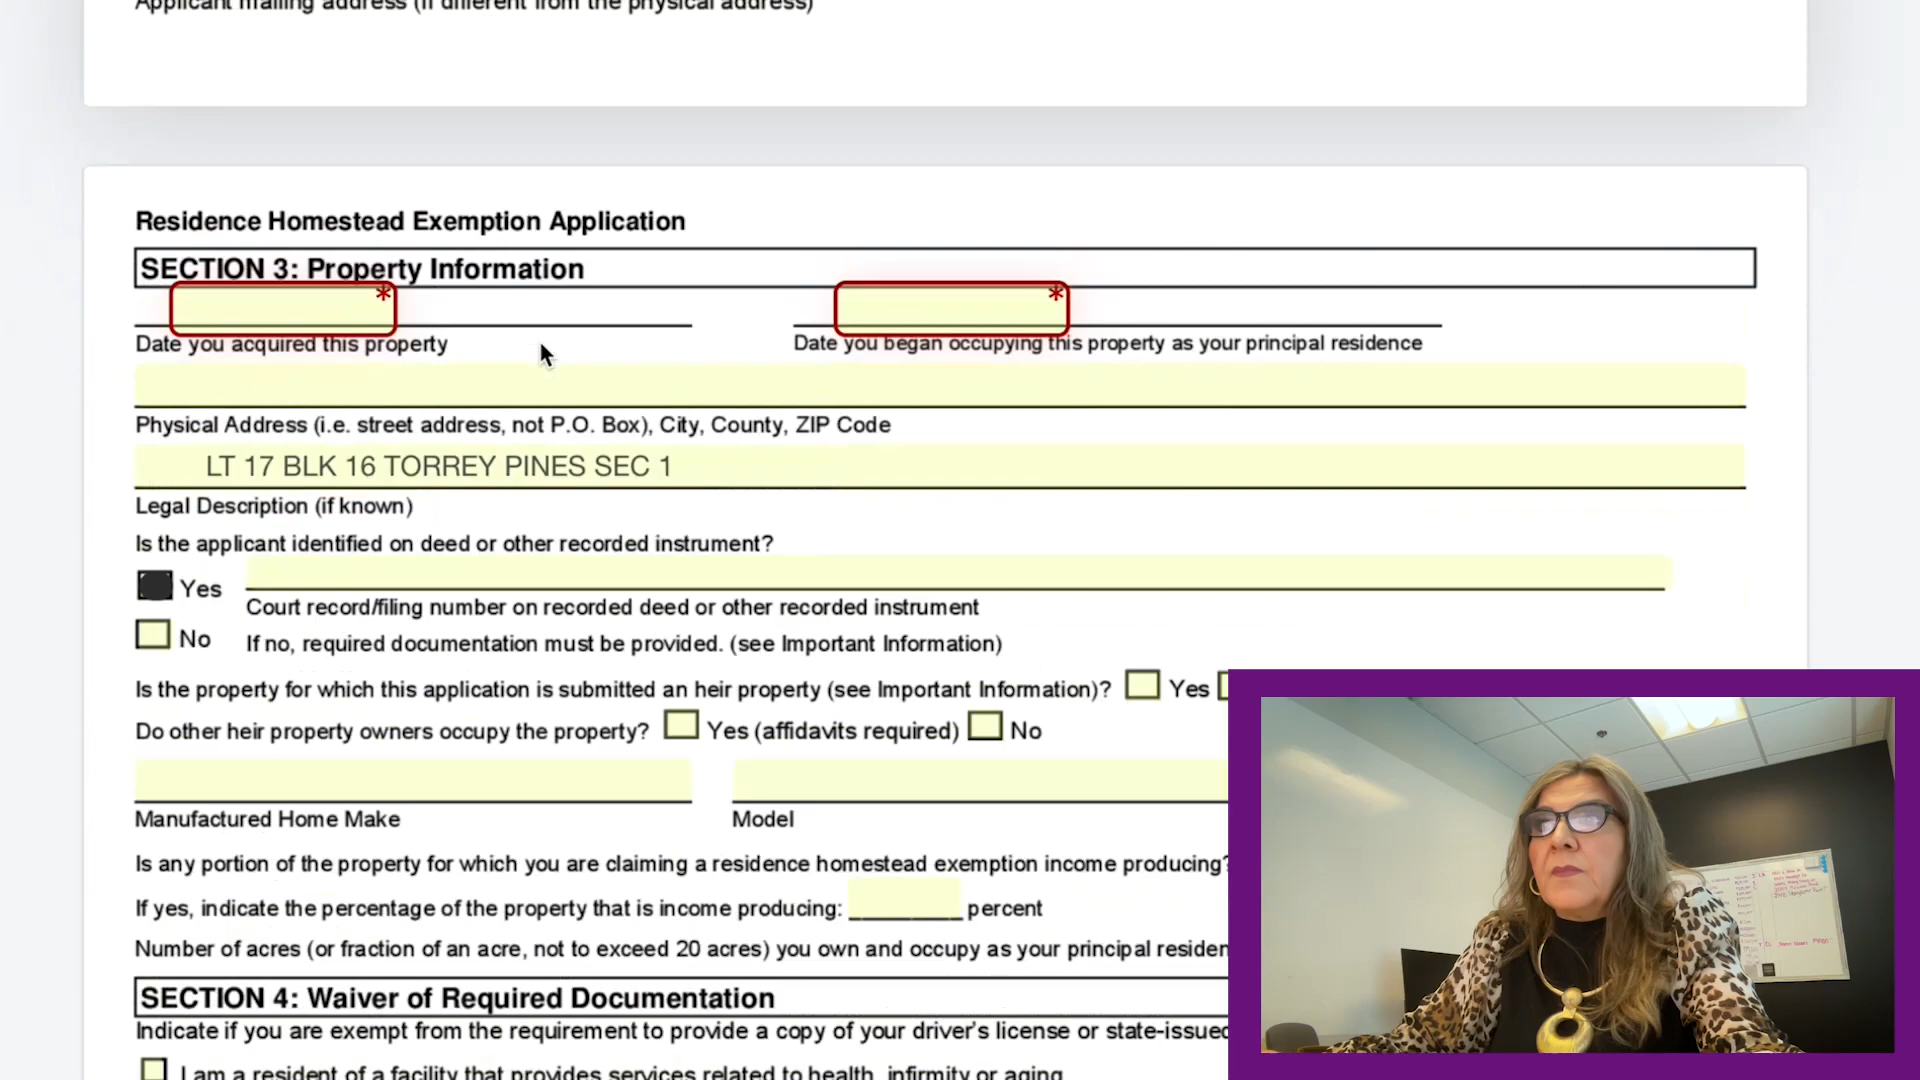 Applicant mailing address (if different from the physical address)
Residence Homestead Exemption Application
SECTION 3: Property Information
* *
Date you acquired this property Date you began occupying this property as your principal residence
Physical Address (i.e. street address, not P.O. Box), City, County, ZIP Code
LT 17 BLK 16 TORREY PINES SEC 1
Legal Description (if known)
Is the applicant identified on deed or other recorded instrument?
Yes
Court record/filing number on recorded deed or other recorded instrument
No If no, required documentation must be provided. (see Important Information)
Is the property for which this application is submitted an heir property (see Important Information)? Yes
Do other heir property owners occupy the property? Yes (affidavits required) No
Manufactured Home Make Model
Is any portion of the property for which you are claiming a residence homestead exemption income producing?
If yes, indicate the percentage of the property that is income producing: percent
Number of acres (or fraction of an acre, not to exceed 20 acres) you own and occupy as your principal residen
SECTION 4: Waiver of Required Documentation
Indicate if you are exempt from the requirement to provide a copy of your driver's license or state-issued
I am a resident of a facility that provides services related to health, infirmity or aging